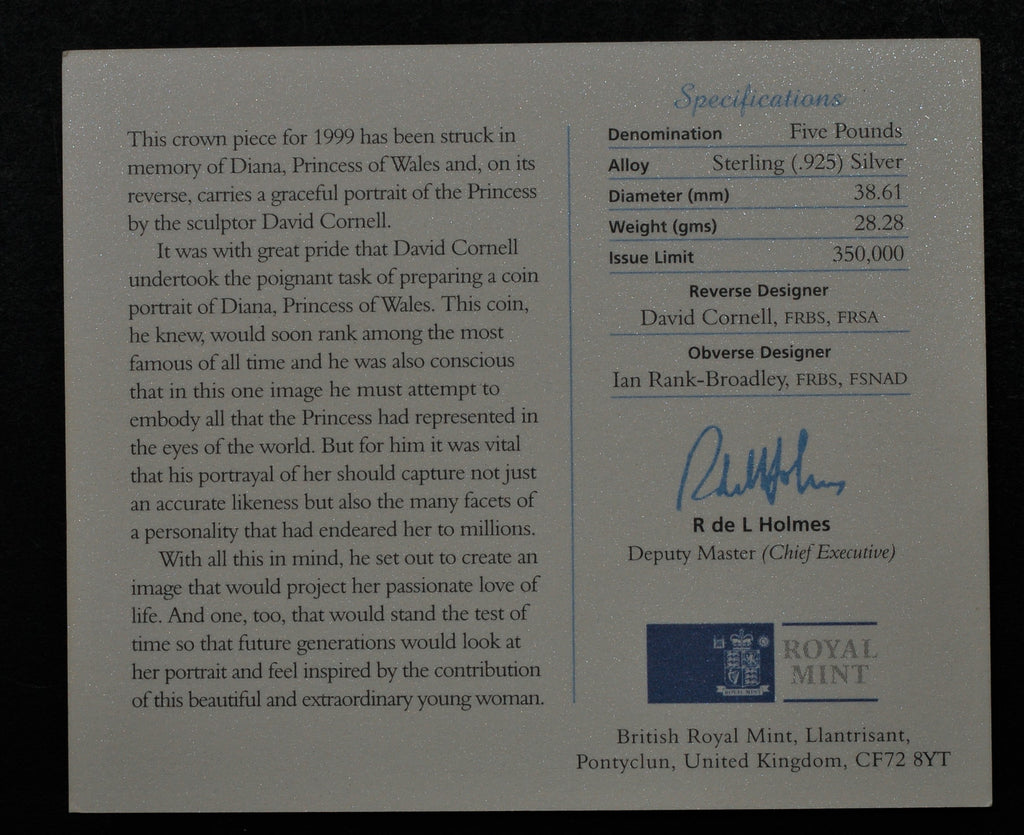 This crown piece for 1999 has been struck in
memory of Diana, Princess of Wales and, on its
reverse, carries a graceful portrait of the Princess
by the sculptor David Cornell.
It was with great pride that David Cornell
undertook the poignant task of preparing a coin
portrait of Diana, Princess of Wales. This coin,
he knew, would soon rank among the most
famous of all time and he was also conscious
that in this one image he must attempt to
embody all that the Princess had represented in
the eyes of the world. But for him it was vital
that his portrayal of her should capture not just
an accurate likeness but also the many facets of
a personality that had endeared her to millions.
With all this in mind, he set out to create an
image that would project her passionate love of
life. And one, too, that would stand the test of
time so that future generations would look at
her portrait and feel inspired by the contribution
of this beautiful and extraordinary young woman.
Specifications
Denomination Five Pounds
Alloy Sterling (.925) Silver
Diameter (mm) 38.61
Weight (gms) 28.28
Issue Limit 350,000
Reverse Designer
David Cornell, FRBS, FRSA
Obverse Designer
Ian Rank-Broadley, FRBS, FSNAD
R de L Holmes
Deputy Master (Chief Executive)
ROYAL MINT
ROYAL
MINT
British Royal Mint, Llantrisant,
Pontyclun, United Kingdom, CF72 8YT